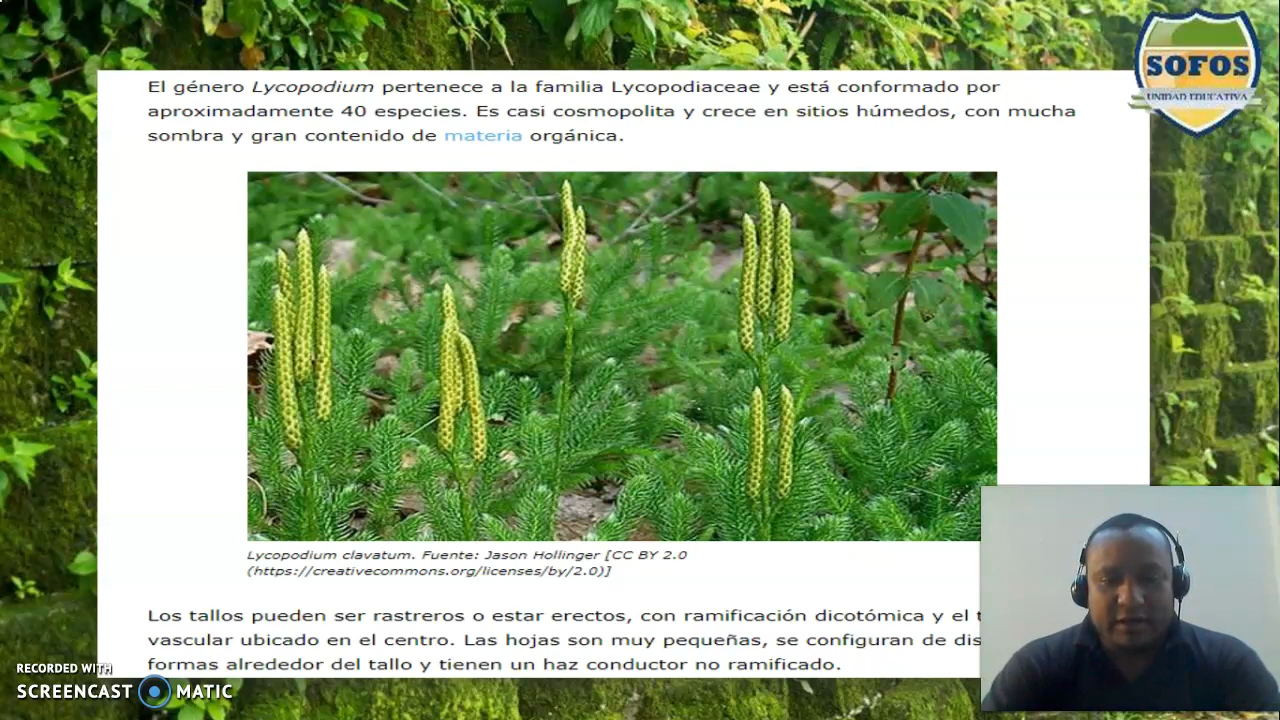 SOFOS
UNIDAD EDUCATIVA
El género Lycopodium pertenece a la familia Lycopodiaceae y está conformado por
aproximadamente 40 especies. Es casi cosmopolita y crece en sitios húmedos, con mucha
sombra y gran contenido de materia orgánica.
Lycopodium clavatum. Fuente: Jason Hollinger [CC BY 2.0
(https://creativecommons.org/licenses/by/2.0)]
Los tallos pueden ser rastreros o estar erectos, con ramificación dicotómica y el
vascular ubicado en el centro. Las hojas son muy pequeñas, se configuran de
formas alrededor del tallo y tienen un haz conductor no ramificado.
RECORDED WITH
SCREENCAST MATIC